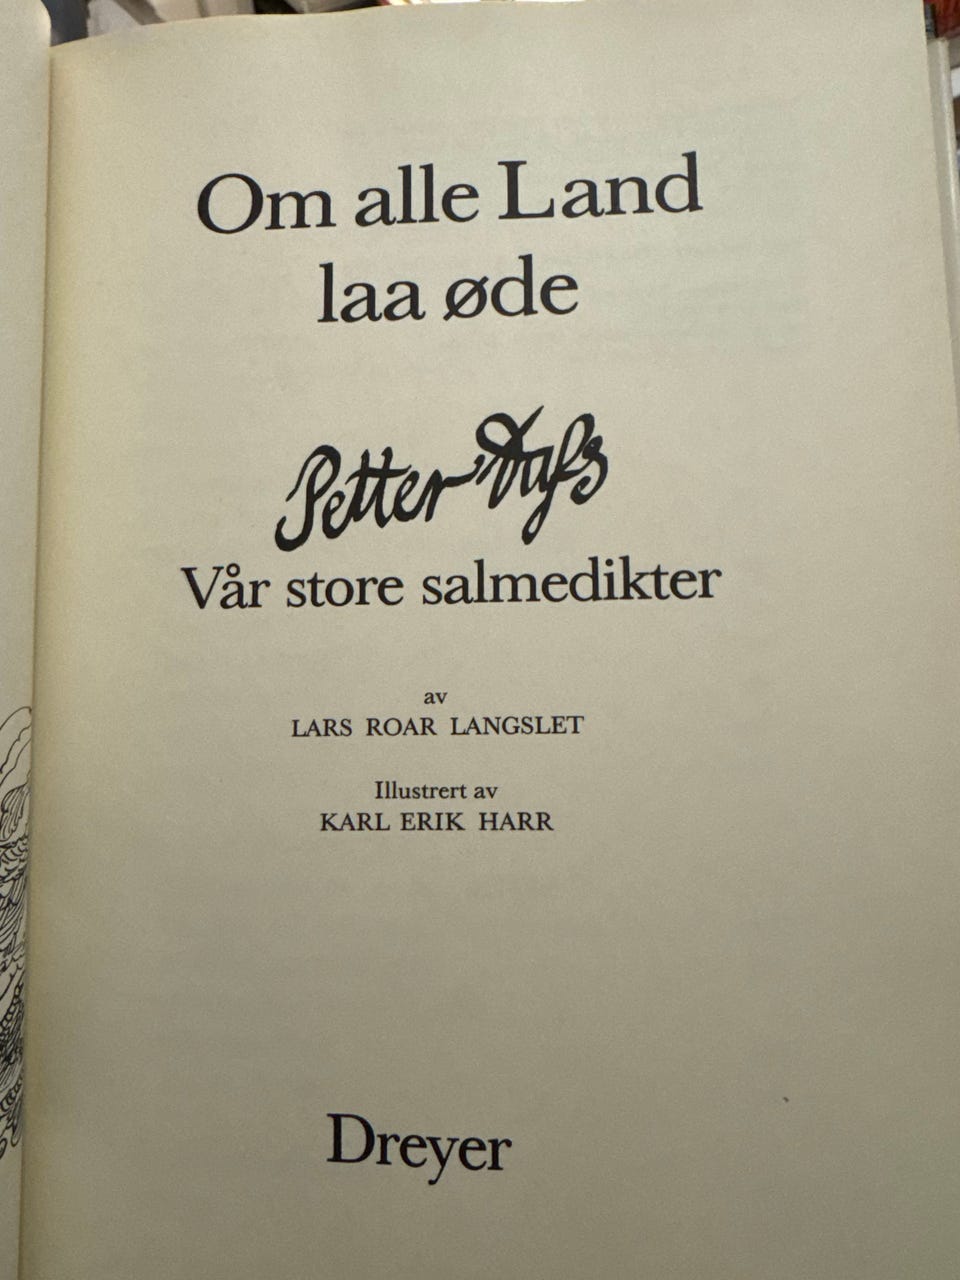 Om alle Land
laa øde
Petter Dass
Vår store salmedikter
av
LARS ROAR LANGSLET
Illustrert av
KARL ERIK HARR
Dreyer